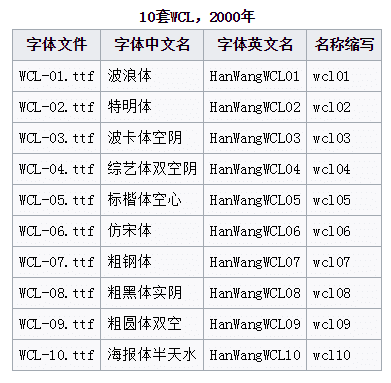 10套WCL，2000年
字体文件 字体中文名 字体英文名 名称缩写
WCL-01.ttf 波浪体 HanWangWCL01 wcl01
WCL-02.ttf 特明体 HanWangWCL02 wcl02
WCL-03.ttf 波卡体空阴 HanWangWCL03 wcl03
WCL-04.ttf 综艺体双空阴 HanWangWCL04 wcl04
WCL-05.ttf 标楷体空心 HanWangWCL05 wcl05
WCL-06.ttf 仿宋体 HanWangWCL06 wcl06
WCL-07.ttf 粗钢体 HanWangWCL07 wcl07
WCL-08.ttf 粗黑体实阴 HanWangWCL08 wcl08
WCL-09.ttf 粗圆体双空 HanWangWCL09 wcl09
WCL-10.ttf 海报体半天水 HanWangWCL10 wcl10